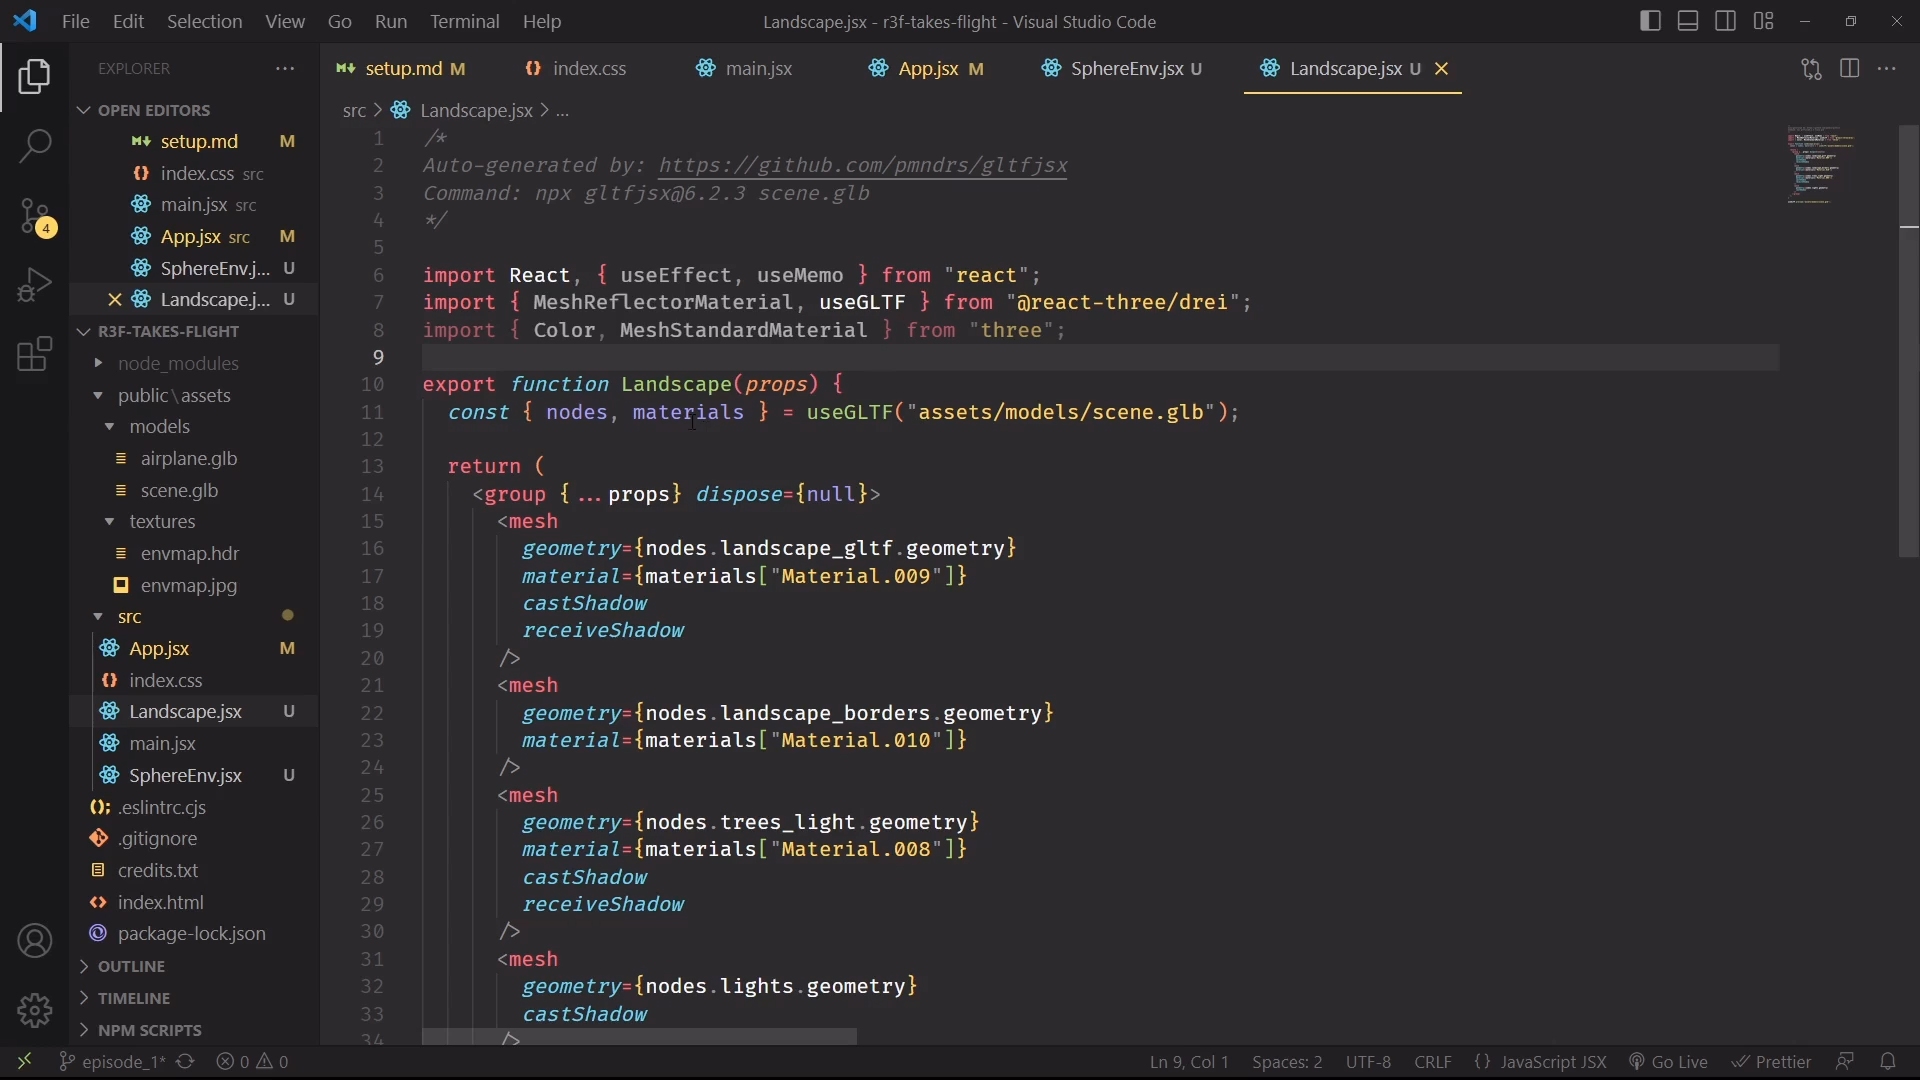 File Edit Selection View Go Run Terminal Help
Landscape.jsx - r3f-takes-flight - Visual Studio Code
EXPLORER
OPEN EDITORS
setup.md M
index.css src
main.jsx src
App.jsx src M
SphereEnv.j... U
Landscape.j... U
R3F-TAKES-FLIGHT
node_modules
public\assets
models
airplane.glb
scene.glb
textures
envmap.hdr
envmap.jpg
src
App.jsx M
index.css
Landscape.jsx U
main.jsx
SphereEnv.jsx U
.eslintrc.cjs
.gitignore
credits.txt
index.html
package-lock.json
OUTLINE
TIMELINE
NPM SCRIPTS
4
setup.md M index.css main.jsx App.jsx M SphereEnv.jsx U Landscape.jsx U
src > Landscape.jsx > ...
1 /*
2 Auto-generated by: https://github.com/pmndrs/gltfjsx
3 Command: npx gltfjsx@6.2.3 scene.glb
4 */
5
6 import React, { useEffect, useMemo } from "react";
7 import { MeshReflectorMaterial, useGLTF } from "@react-three/drei";
8 import { Color, MeshStandardMaterial } from "three";
9
10 export function Landscape(props) {
11 const { nodes, materials } = useGLTF("assets/models/scene.glb");
12
13 return (
14 <group {...props} dispose={null}>
15 <mesh
16 geometry={nodes.landscape_gltf.geometry}
17 material={materials["Material.009"]}
18 castShadow
19 receiveShadow
20 />
21 <mesh
22 geometry={nodes.landscape_borders.geometry}
23 material={materials["Material.010"]}
24 />
25 <mesh
26 geometry={nodes.trees_light.geometry}
27 material={materials["Material.008"]}
28 castShadow
29 receiveShadow
30 />
31 <mesh
32 geometry={nodes.lights.geometry}
33 castShadow
34 />
episode_1* 0 0
Ln 9, Col 1 Spaces: 2 UTF-8 CRLF {} JavaScript JSX Go Live Prettier